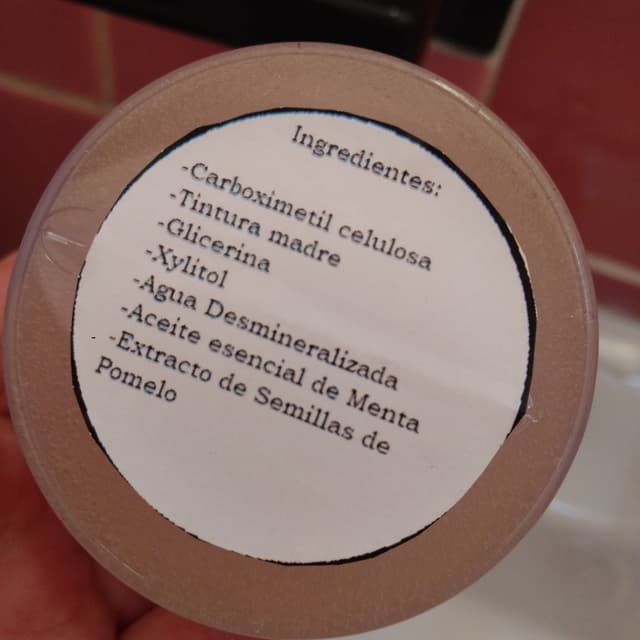 Ingredientes:
-Carboximetil celulosa
-Tintura madre
-Glicerina
-Xylitol
-Agua Desmineralizada
-Aceite esencial de Menta
-Extracto de Semillas de
Pomelo